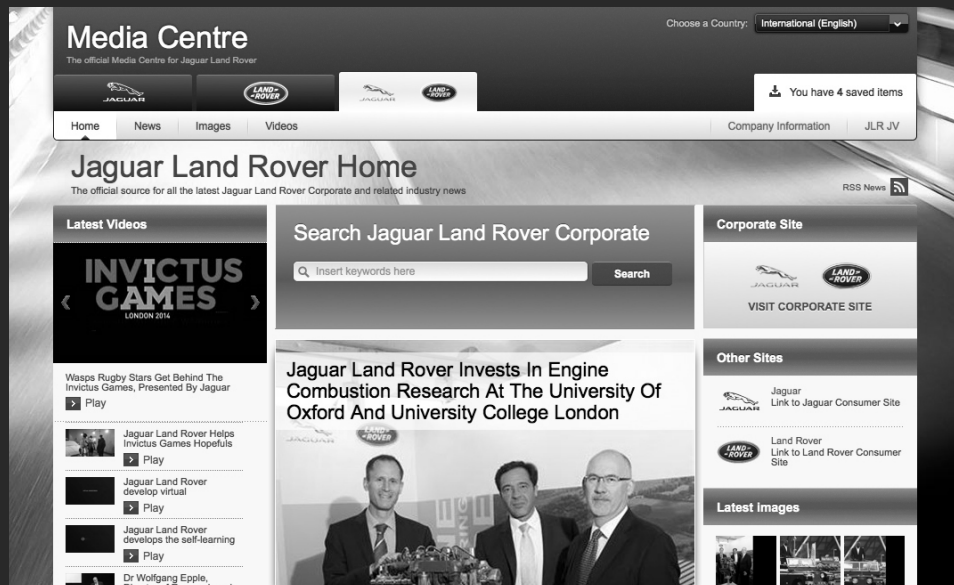 Choose a Country:
International (English)
Media Centre
The official Media Centre for Jaguar Land Rover
JAGUAR
LAND-
-ROVER
JAGUAR
LAND-
-ROVER
You have 4 saved items
Home
News
Images
Videos
Company Information
JLR JV
Jaguar Land Rover Home
The official source for all the latest Jaguar Land Rover Corporate and related industry news
RSS News
Latest Videos
INVICTUS
GAMES
LONDON 2014
Wasps Rugby Stars Get Behind The
Invictus Games, Presented By Jaguar
Play
Jaguar Land Rover Helps
Invictus Games Hopefuls
Play
Jaguar Land Rover
develop virtual
Play
Jaguar Land Rover
develops the self-learning
Play
Dr Wolfgang Epple,
Search Jaguar Land Rover Corporate
Insert keywords here
Search
Jaguar Land Rover Invests In Engine
Combustion Research At The University Of
Oxford And University College London
JAGUAR
LAND-
-ROVER
Corporate Site
JAGUAR
LAND-
-ROVER
VISIT CORPORATE SITE
Other Sites
JAGUAR
Jaguar
Link to Jaguar Consumer Site
LAND-
-ROVER
Land Rover
Link to Land Rover Consumer
Site
Latest Images